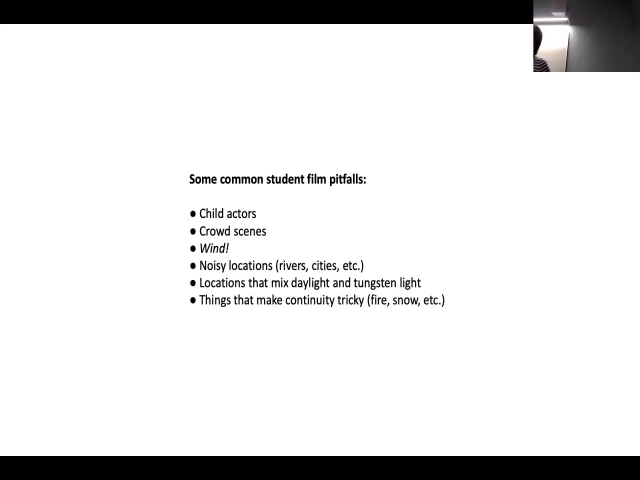 Some common student film pitfalls:
● Child actors
● Crowd scenes
● Wind!
● Noisy locations (rivers, cities, etc.)
● Locations that mix daylight and tungsten light
● Things that make continuity tricky (fire, snow, etc.)